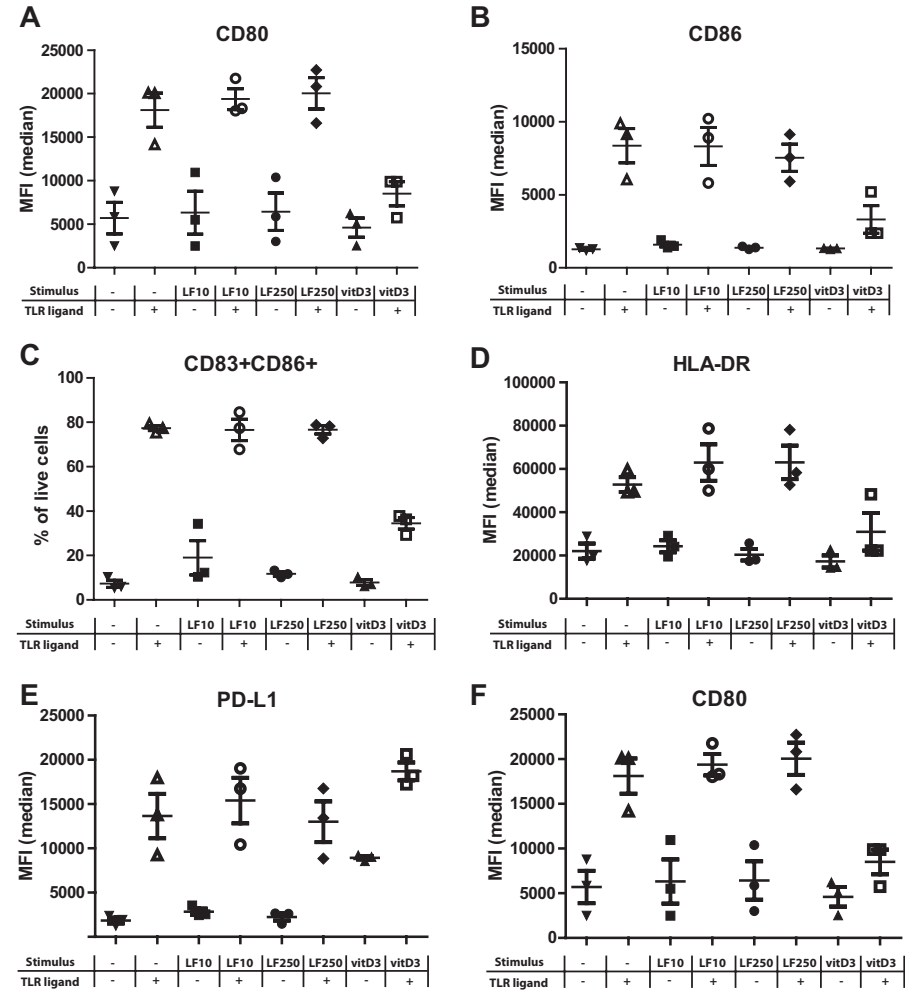 A
CD80
25000
20000
15000
10000
5000
0
MFI (median)
Stimulus - - LF10 LF10 LF250 LF250 vitD3 vitD3
TLR ligand - + - + - + - +
B
CD86
15000
10000
5000
0
MFI (median)
Stimulus - - LF10 LF10 LF250 LF250 vitD3 vitD3
TLR ligand - + - + - + - +
C
CD83+CD86+
100
80
60
40
20
0
% of live cells
Stimulus - - LF10 LF10 LF250 LF250 vitD3 vitD3
TLR ligand - + - + - + - +
D
HLA-DR
100000
80000
60000
40000
20000
0
MFI (median)
Stimulus - - LF10 LF10 LF250 LF250 vitD3 vitD3
TLR ligand - + - + - + - +
E
PD-L1
25000
20000
15000
10000
5000
MFI (median)
Stimulus - - LF10 LF10 LF250 LF250 vitD3 vitD3
TLR ligand - + - + - + - +
F
CD80
25000
20000
15000
10000
5000
0
MFI (median)
Stimulus - - LF10 LF10 LF250 LF250 vitD3 vitD3
TLR ligand - + - + - + - +